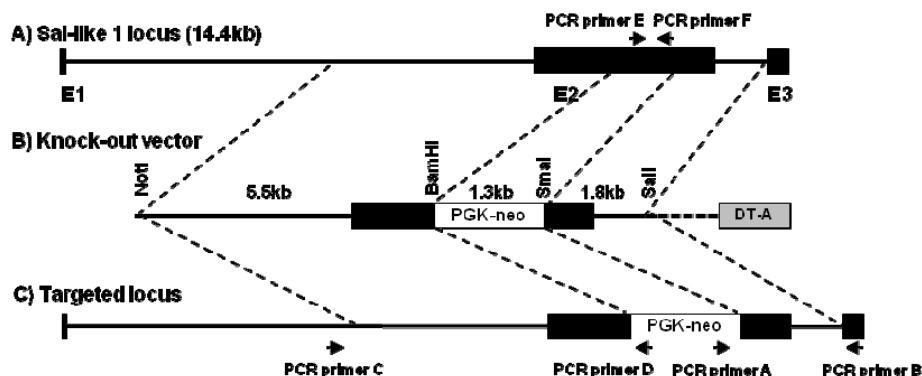 PCR primer E PCR primer F
A) Sal-like 1 locus (14.4kb)
E1 E2 E3
B) Knock-out vector
NotI BamHI SmaI SalI
5.5kb 1.3kb 1.8kb
PGK-neo DT-A
C) Targeted locus
PGK-neo
PCR primer C PCR primer D PCR primer A PCR primer B